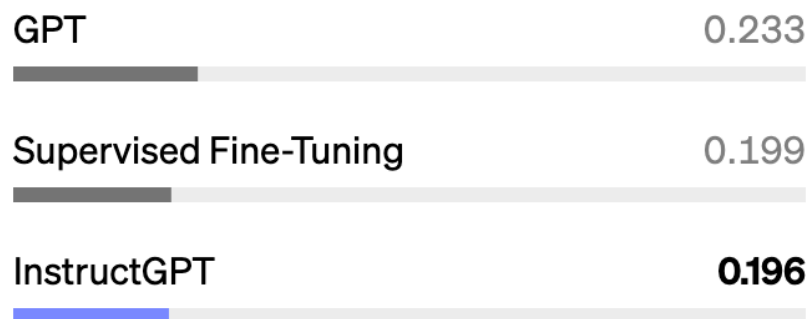 GPT 0.233
Supervised Fine-Tuning 0.199
InstructGPT 0.196